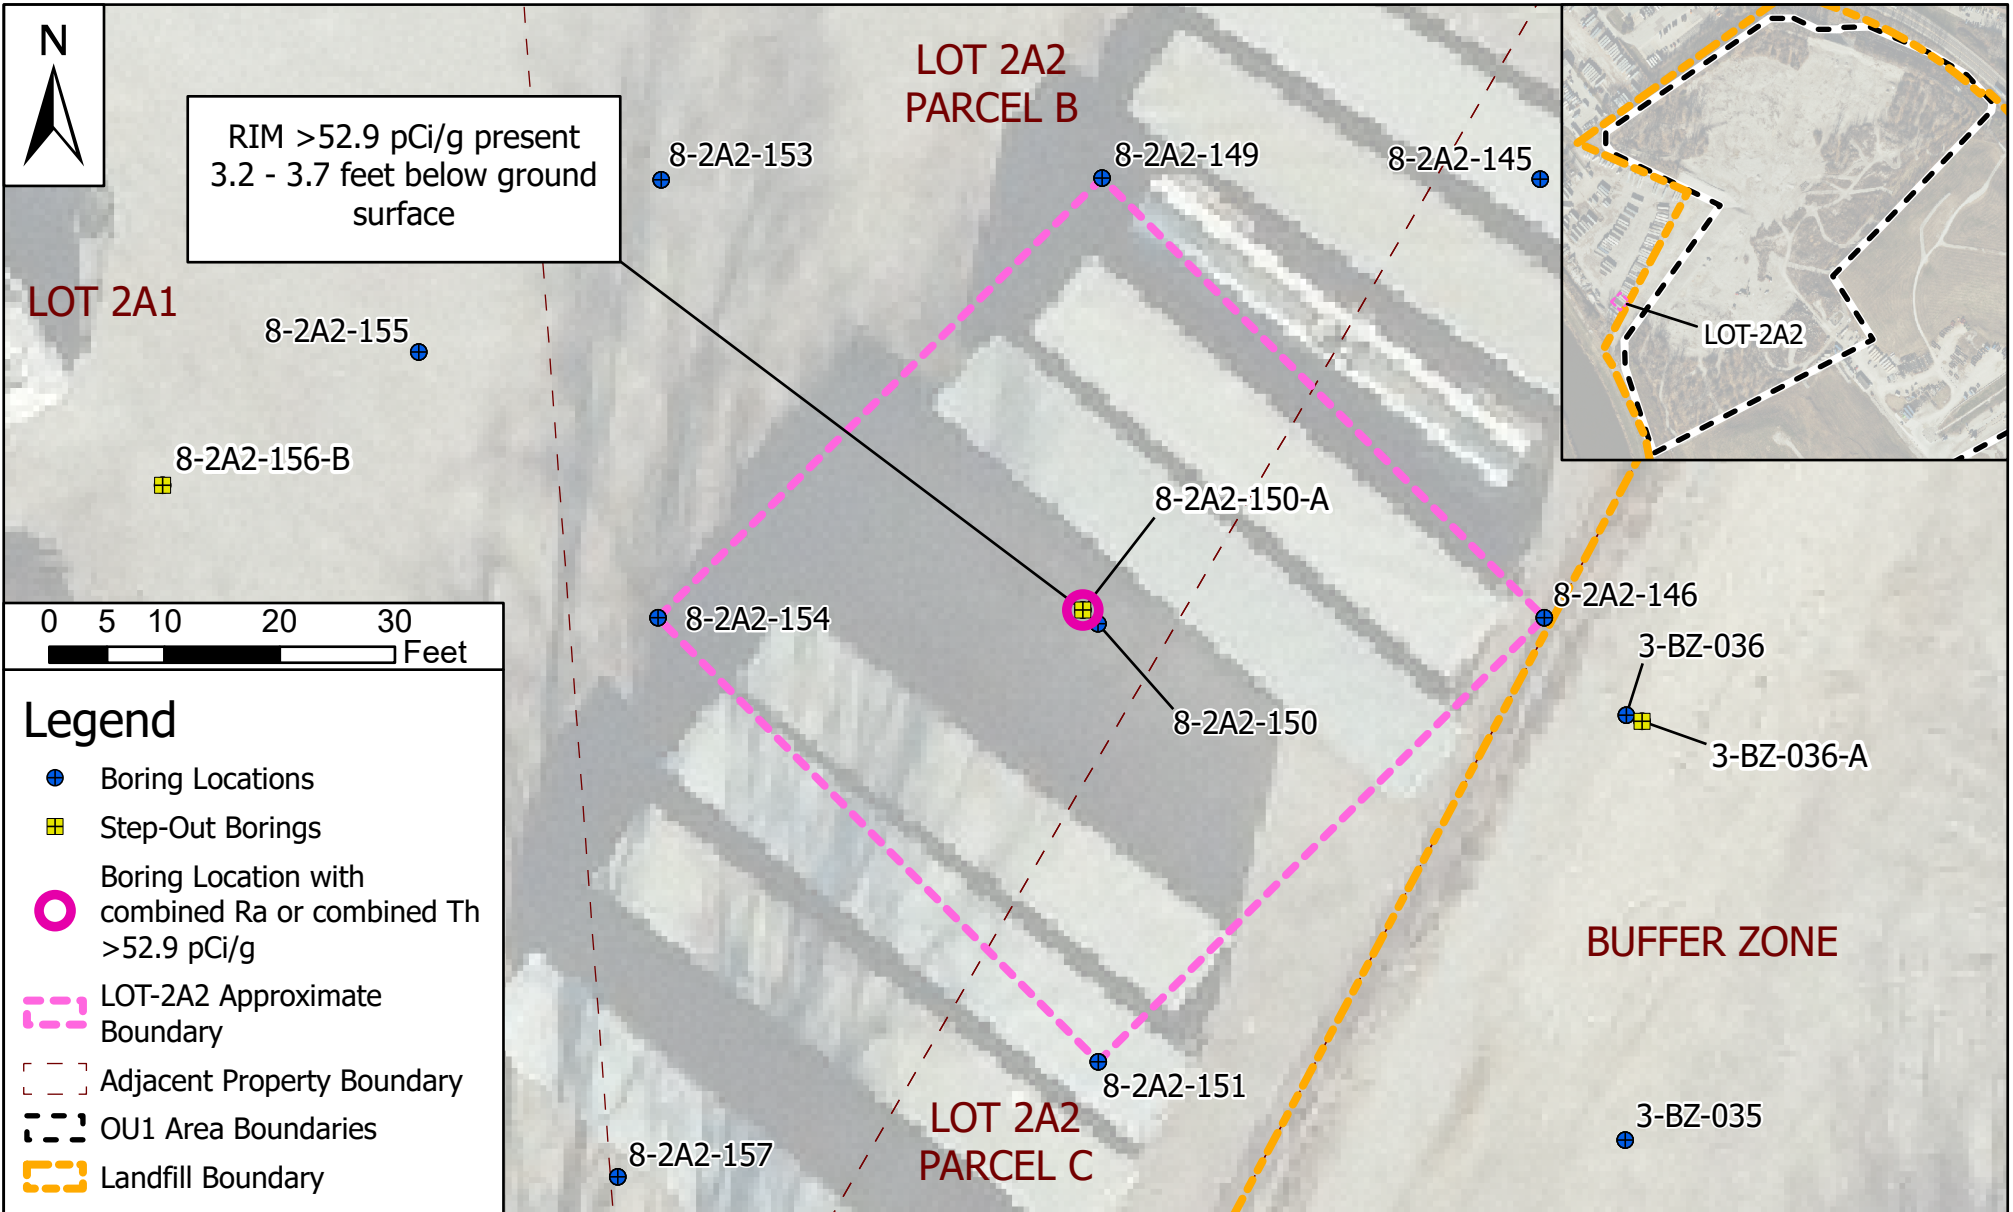 N
LOT 2A2
PARCEL B
RIM >52.9 pCi/g present
3.2 - 3.7 feet below ground
surface
8-2A2-153
8-2A2-149
8-2A2-145
LOT 2A1
8-2A2-155
LOT-2A2
8-2A2-156-B
8-2A2-150-A
8-2A2-154
8-2A2-146
3-BZ-036
8-2A2-150
3-BZ-036-A
0 5 10 20 30
Feet
Legend
Boring Locations
Step-Out Borings
Boring Location with
combined Ra or combined Th
>52.9 pCi/g
LOT-2A2 Approximate
Boundary
Adjacent Property Boundary
OU1 Area Boundaries
Landfill Boundary
BUFFER ZONE
8-2A2-151
LOT 2A2
PARCEL C
3-BZ-035
8-2A2-157